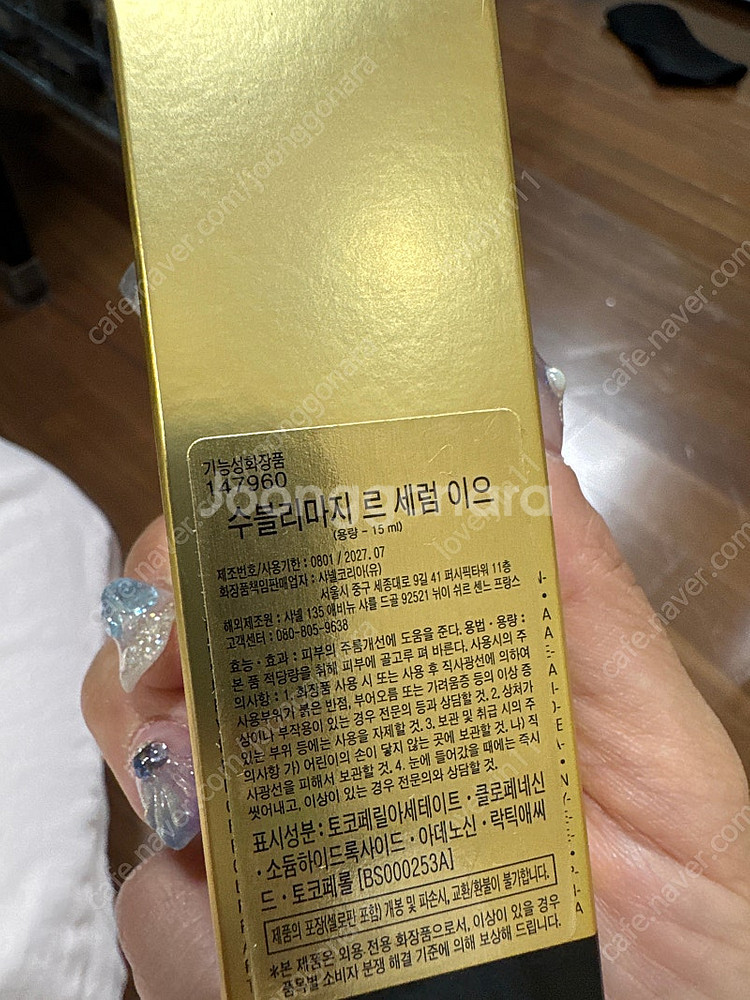 기능성화장품
147960
수블리마지 르 세럼 이으
(용량 - 15 ml)
제조번호/사용기한 : 0801 / 2027. 07
화장품책임판매업자 : 샤넬코리아(유)
서울시 중구 세종대로 9길 41 퍼시픽타워 11층
해외제조원 : 샤넬 135 애비뉴 샤를 드골 92521 뉘이 쉬르 센느 프랑스
고객센터 : 080-805-9638
효능 · 효과 : 피부의 주름개선에 도움을 준다. 용법 · 용량 :
본 품 적당량을 취해 피부에 골고루 펴 바른다. 사용시의 주
의사항 : 1. 화장품 사용 시 또는 사용 후 직사광선에 의하여
사용부위가 붉은 반점, 부어오름 또는 가려움증 등의 이상 증
상이나 부작용이 있는 경우 전문의 등과 상담할 것. 2. 상처가
있는 부위 등에는 사용을 자제할 것. 3. 보관 및 취급 시의 주
의사항 가) 어린이의 손이 닿지 않는 곳에 보관할 것. 나) 직
사광선을 피해서 보관할 것. 4. 눈에 들어갔을 때에는 즉시
씻어내고, 이상이 있는 경우 전문의와 상담할 것.
표시성분 : 토코페릴아세테이트 · 클로페네신
· 소듐하이드록사이드 · 아데노신 · 락틱애씨
드 · 토코페롤 [BS000253A]
제품의 포장(셀로판 포함) 개봉 및 파손시, 교환/환불이 불가합니다.
*본 제품은 외용 전용 화장품으로서, 이상이 있을 경우
품목별 소비자 분쟁 해결 기준에 의해 보상해 드립니다.
Joonggonara
cafe.naver.com/joonggonara